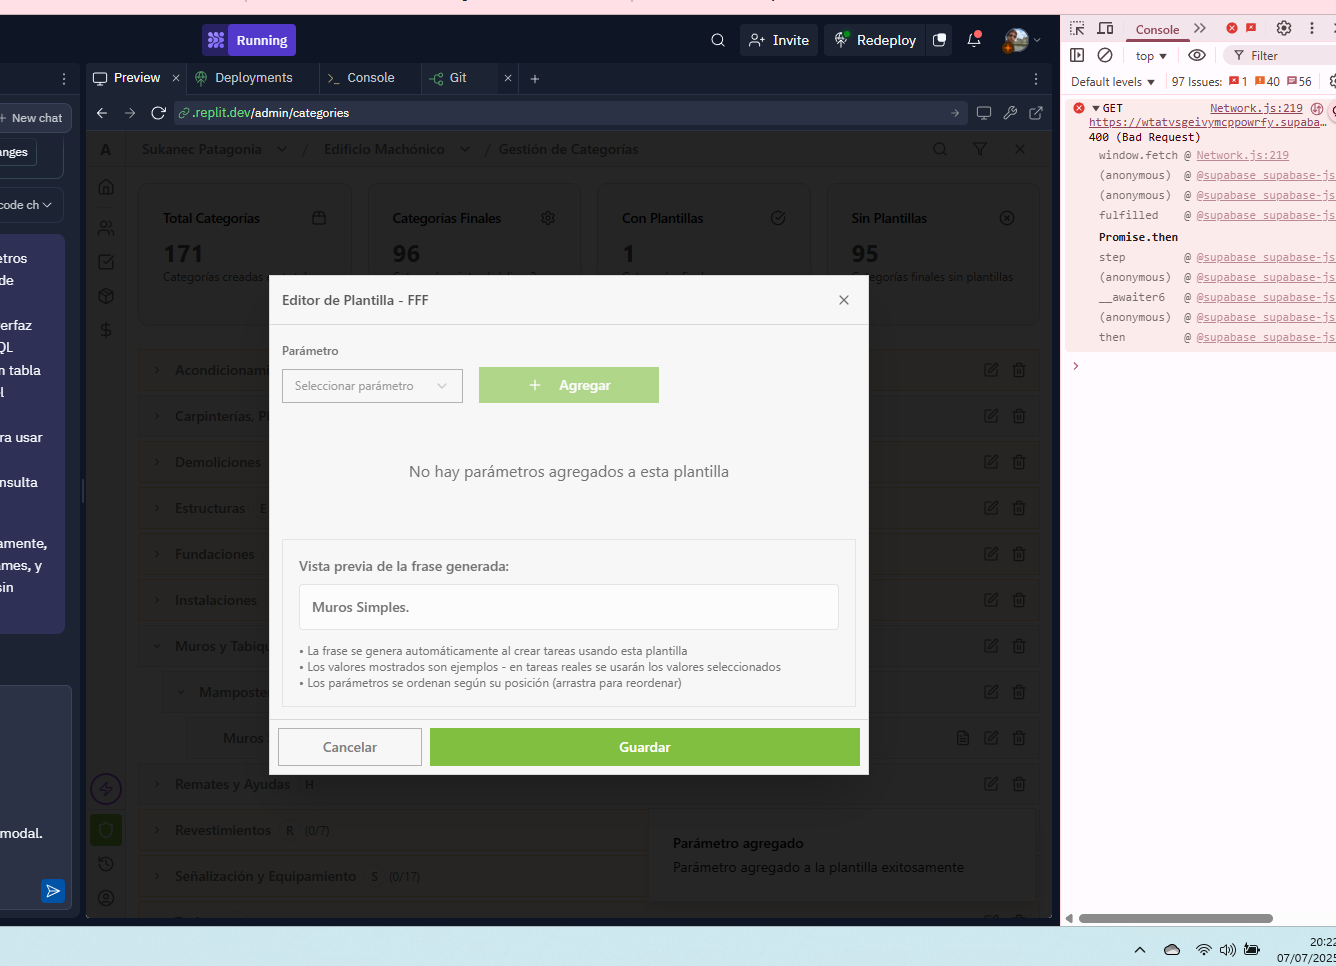 Running
Invite
Redeploy
Console
top
Filter
Default levels
97 Issues: 1 40 56
Preview
Deployments
Console
Git
New chat
.replit.dev/admin/categories
anges
code ch
etros
de
erfaz
QL
n tabla
el
ra usar
nsulta
amente,
ames, y
sin
modal.
A
Sukanec Patagonia / Edificio Machónico / Gestión de Categorías
Total Categorías
171
Categorías creadas
Categorías Finales
96
Con Plantillas
1
Sin Plantillas
95
egorías finales sin plantillas
Acondicionami
Carpinterías, P
Demoliciones
Estructuras E
Fundaciones
Instalaciones
Muros y Tabiqu
Mamposte
Muros
Remates y Ayudas H
Revestimientos R (0/7)
Señalización y Equipamiento S (0/17)
Editor de Plantilla - FFF
Parámetro
Seleccionar parámetro
+ Agregar
No hay parámetros agregados a esta plantilla
Vista previa de la frase generada:
Muros Simples.
• La frase se genera automáticamente al crear tareas usando esta plantilla
• Los valores mostrados son ejemplos - en tareas reales se usarán los valores seleccionados
• Los parámetros se ordenan según su posición (arrastra para reordenar)
Cancelar
Guardar
Parámetro agregado
Parámetro agregado a la plantilla exitosamente
GET Network.js:219
https://wtatvsgeivymcppowrfy.supaba…
400 (Bad Request)
window.fetch @ Network.js:219
(anonymous) @ @supabase_supabase-js
(anonymous) @ @supabase_supabase-js
fulfilled @ @supabase_supabase-js
Promise.then
step @ @supabase_supabase-js
(anonymous) @ @supabase_supabase-js
__awaiter6 @ @supabase_supabase-js
(anonymous) @ @supabase_supabase-js
then @ @supabase_supabase-js
20:22
07/07/2025